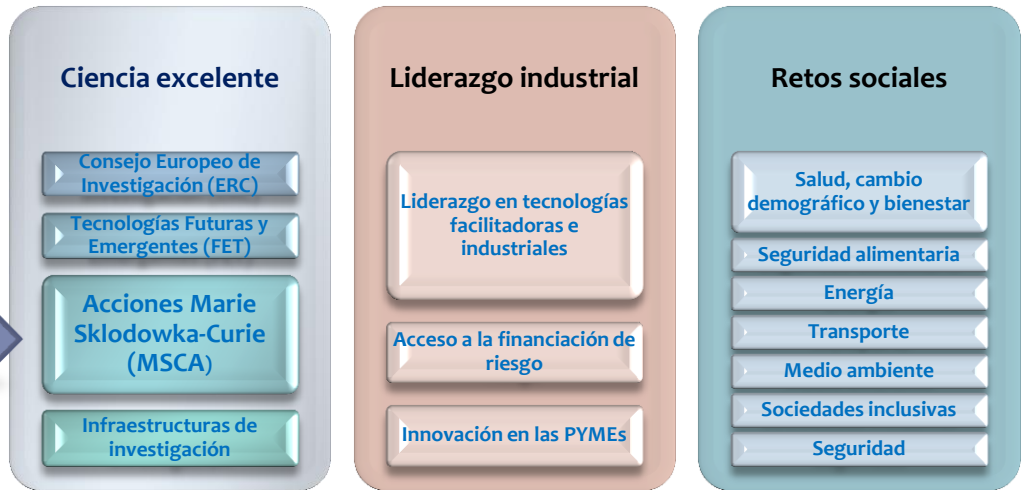 Ciencia excelente
Consejo Europeo de
Investigación (ERC)
Tecnologías Futuras y
Emergentes (FET)
Acciones Marie
Sklodowka-Curie
(MSCA)
Infraestructuras de
investigación
Liderazgo industrial
Liderazgo en tecnologías
facilitadoras e
industriales
Acceso a la financiación de
riesgo
Innovación en las PYMEs
Retos sociales
Salud, cambio
demográfico y bienestar
Seguridad alimentaria
Energía
Transporte
Medio ambiente
Sociedades inclusivas
Seguridad